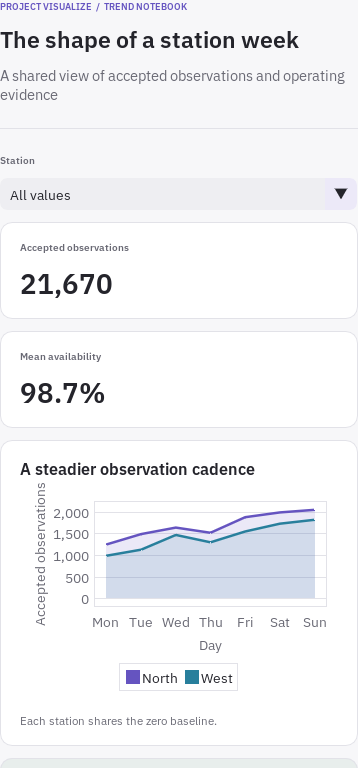 PROJECT VISUALIZE / TREND NOTEBOOK
The shape of a station week
A shared view of accepted observations and operating
evidence
Station
All values
Accepted observations
21,670
Mean availability
98.7%
A steadier observation cadence
Accepted observations
2,000
1,500
1,000
500
0
Mon Tue Wed Thu Fri Sat Sun
Day
North West
Each station shares the zero baseline.